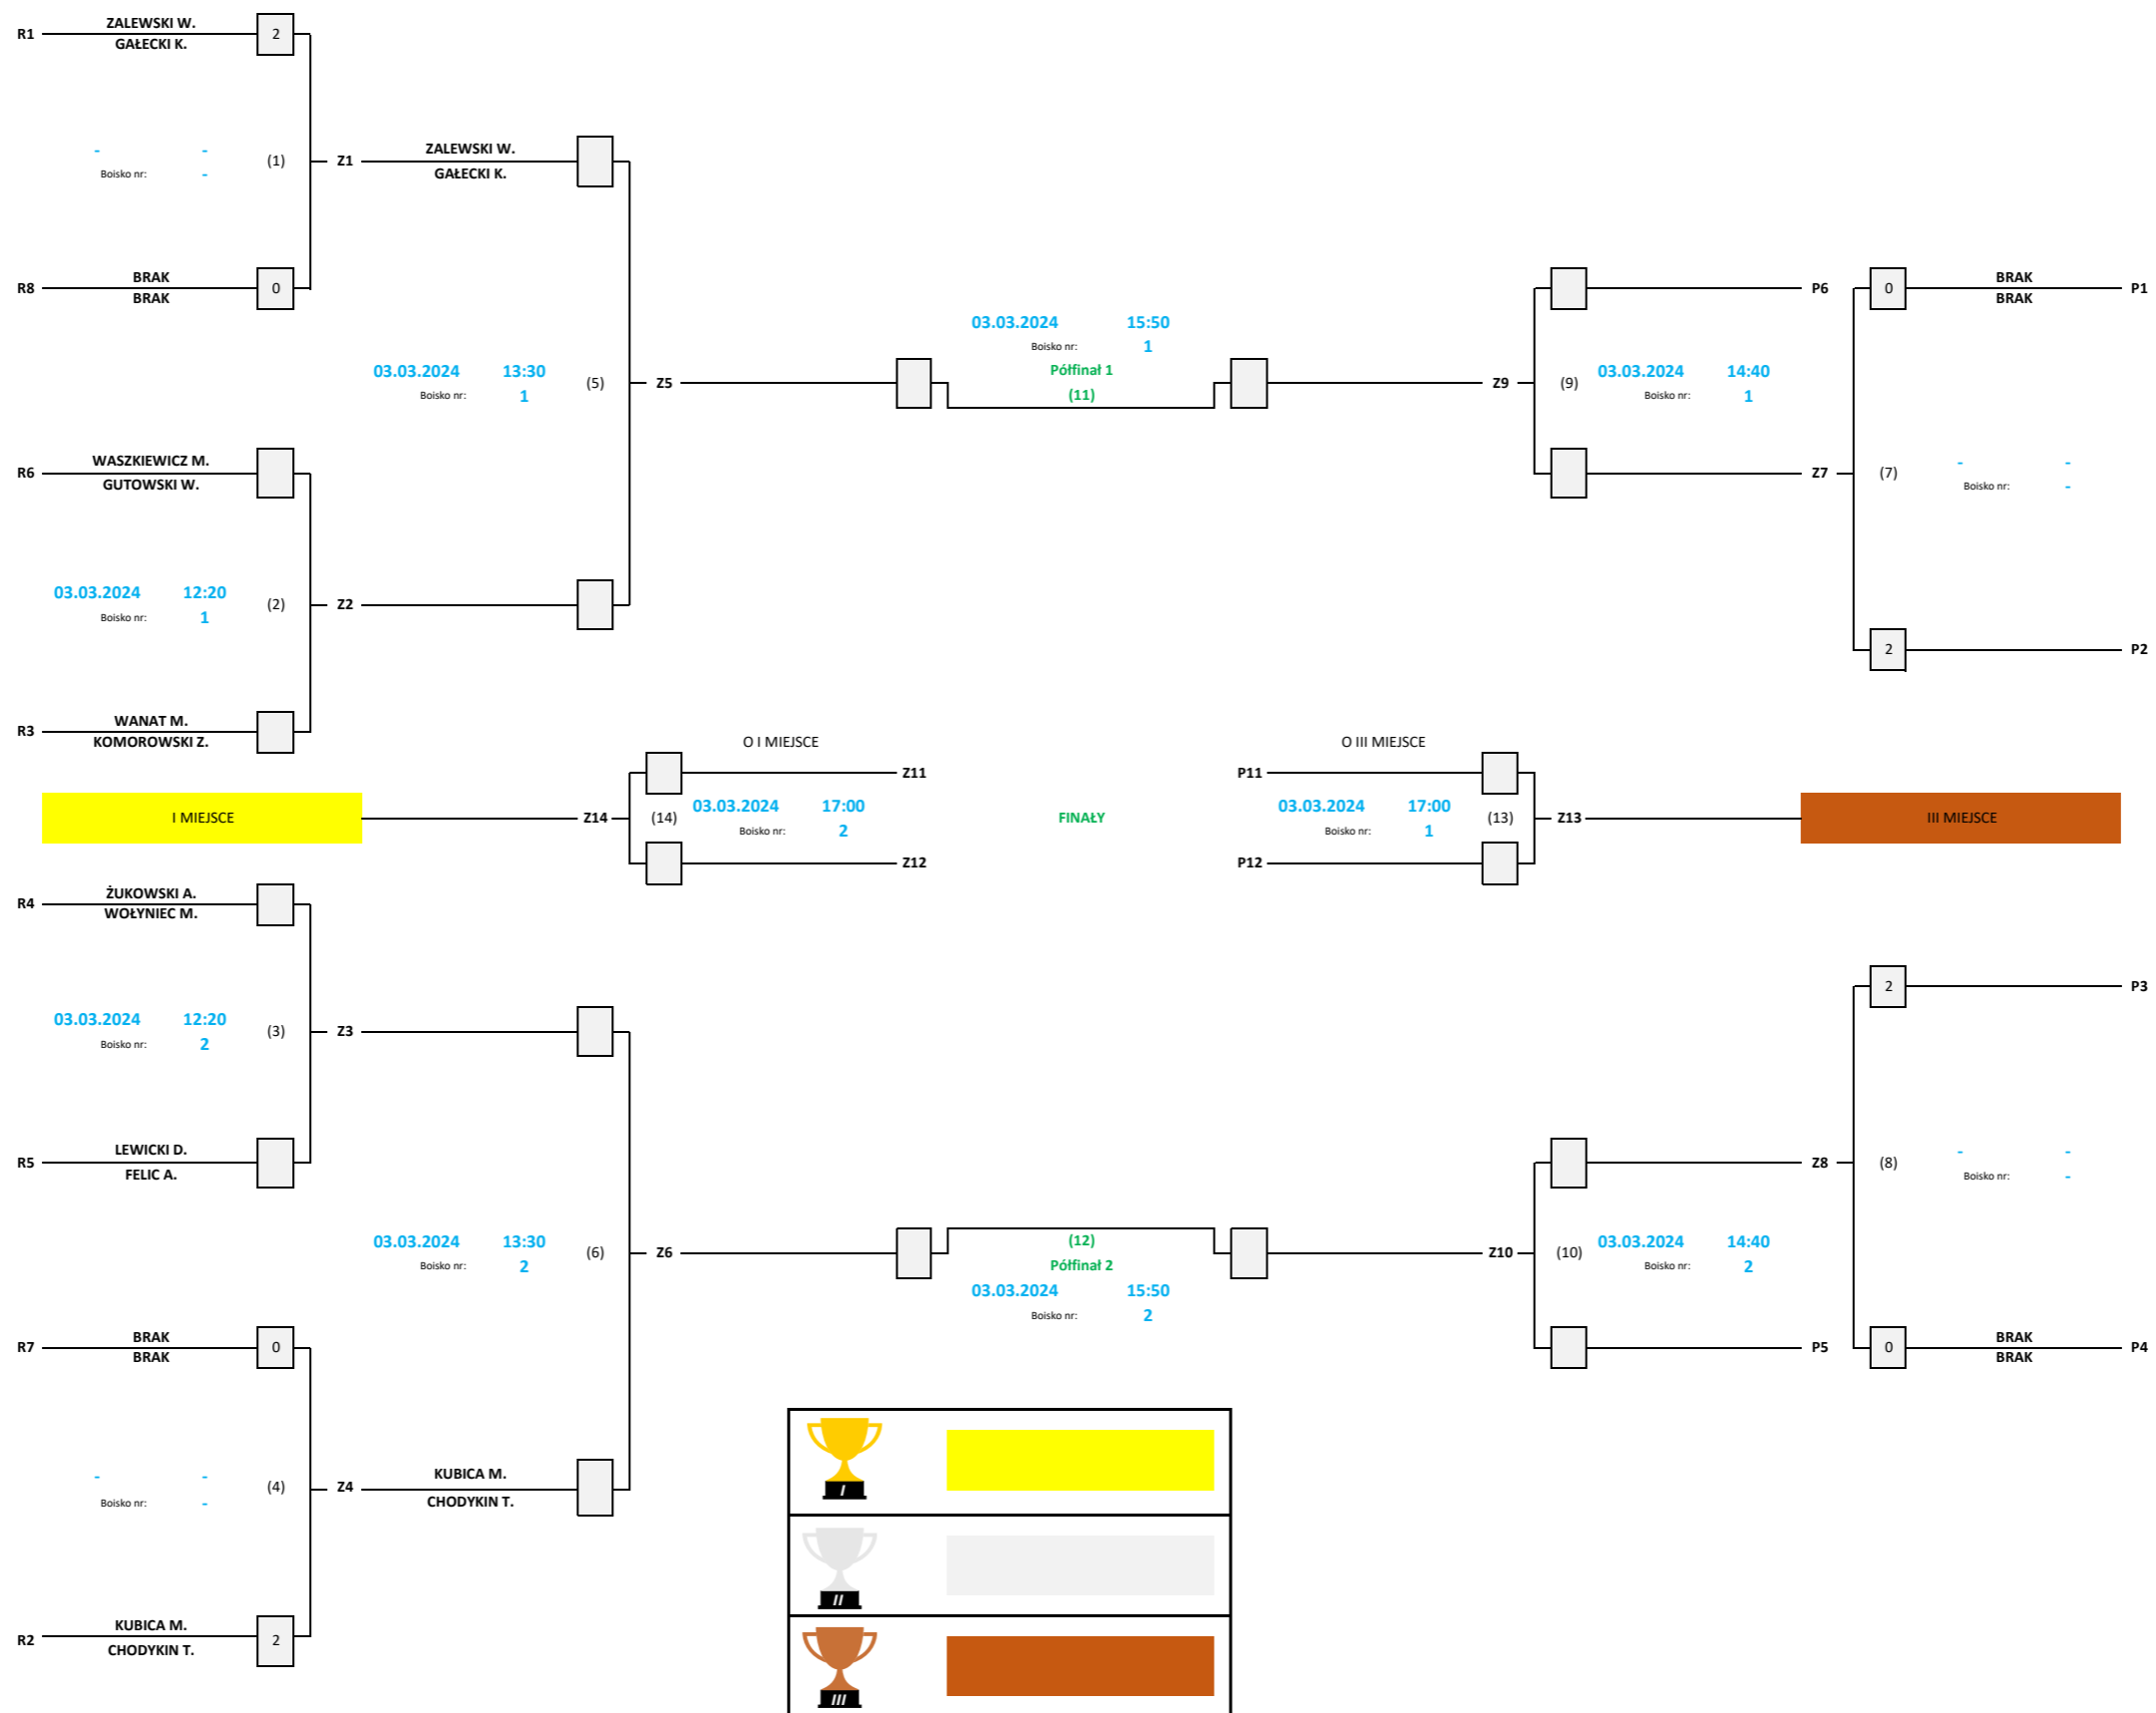 ZALEWSKI W.
R1 2
GAŁECKI K.
- - (1) Z1 ZALEWSKI W.
Boisko nr: - GAŁECKI K.
BRAK
R8 0
BRAK
03.03.2024 13:30 (5) Z5
Boisko nr: 1
WASZKIEWICZ M.
R6
GUTOWSKI W.
03.03.2024 12:20 (2) Z2
Boisko nr: 1
WANAT M.
R3
KOMOROWSKI Z.
03.03.2024 15:50
Boisko nr: 1
Półfinał 1
(11)
P6
Z9 (9) 03.03.2024 14:40
Boisko nr: 1
BRAK
0 P1
BRAK
Z7 (7) - -
Boisko nr: -
2 P2
O I MIEJSCE
Z11
I MIEJSCE Z14 (14) 03.03.2024 17:00
Boisko nr: 2
Z12
FINAŁY
O III MIEJSCE
P11
03.03.2024 17:00 (13) Z13 III MIEJSCE
Boisko nr: 1
P12
ŻUKOWSKI A.
R4
WOŁYNIEC M.
03.03.2024 12:20 (3) Z3
Boisko nr: 2
LEWICKI D.
R5
FELIC A.
03.03.2024 13:30 (6) Z6
Boisko nr: 2
BRAK
R7 0
BRAK
- - (4) Z4 KUBICA M.
Boisko nr: - CHODYKIN T.
KUBICA M.
R2 2
CHODYKIN T.
(12)
Półfinał 2
03.03.2024 15:50
Boisko nr: 2
2 P3
Z8 (8) - -
Boisko nr: -
Z10 (10) 03.03.2024 14:40
Boisko nr: 2
P5
BRAK
0 P4
BRAK
I
II
III